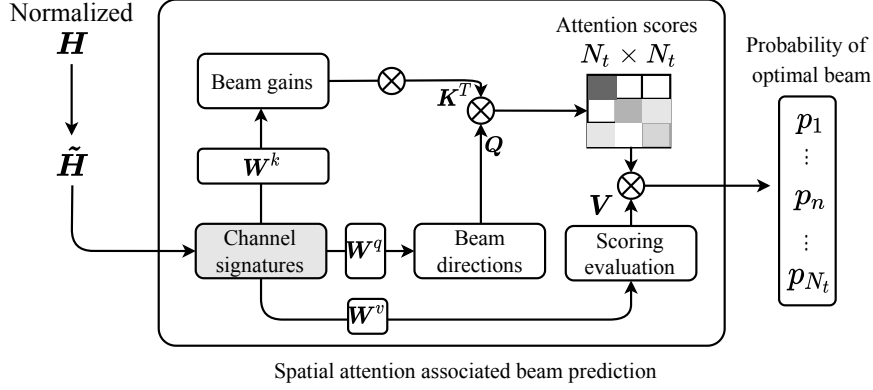 Normalized
H
H̃
Beam gains
W^k
Channel
signatures
W^q
Beam
directions
W^v
K^T
Q
Attention scores
N_t × N_t
V
Scoring
evaluation
Probability of
optimal beam
p_1
⋮
p_n
⋮
p_{N_t}
Spatial attention associated beam prediction